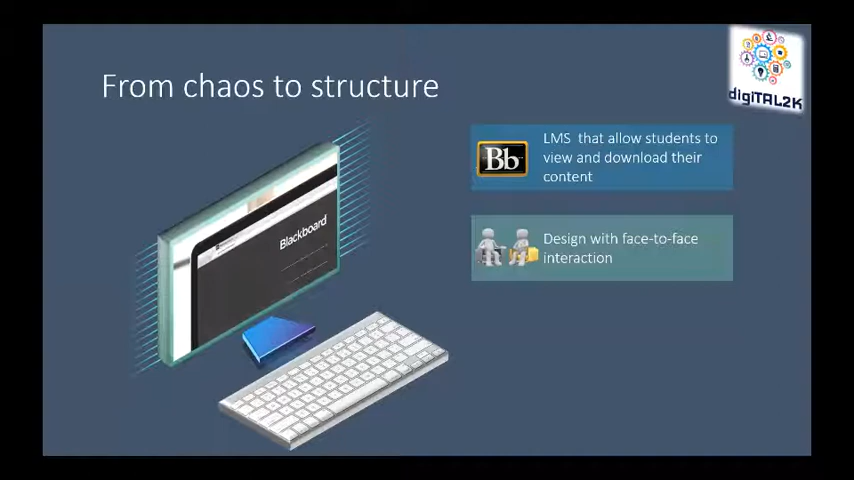 From chaos to structure
digiTAL2K
Bb
LMS  that allow students to
view and download their
content
Blackboard
Design with face-to-face
interaction